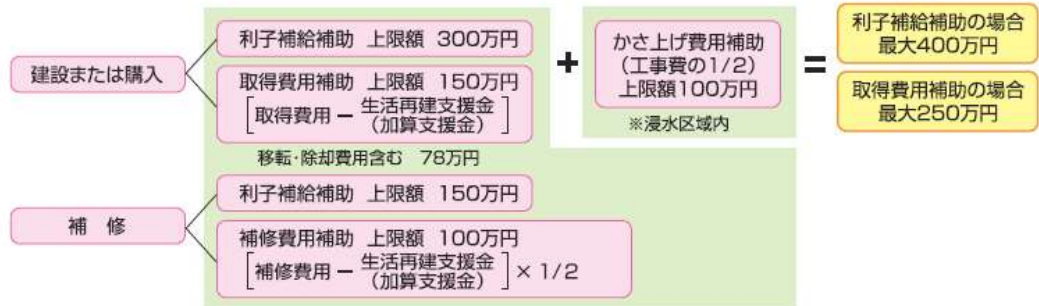 建設または購入
利子補給補助 上限額 300万円
取得費用補助 上限額 150万円
[取得費用 − 生活再建支援金
(加算支援金)]
移転・除却費用含む 78万円
+
かさ上げ費用補助
(工事費の1/2)
上限額100万円
※浸水区域内
=
利子補給補助の場合
最大400万円
取得費用補助の場合
最大250万円
補 修
利子補給補助 上限額 150万円
補修費用補助 上限額 100万円
[補修費用 − 生活再建支援金
(加算支援金)] × 1/2